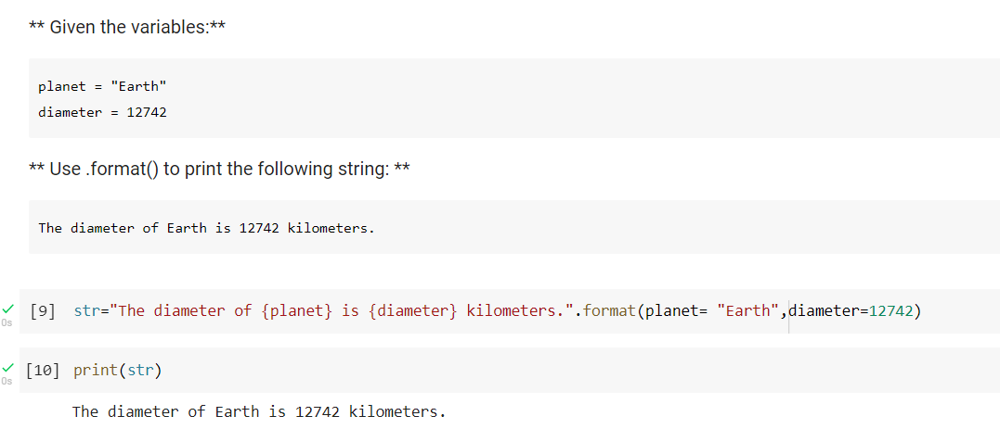 ** Given the variables:**
planet = "Earth"
diameter = 12742
** Use .format() to print the following string: **
The diameter of Earth is 12742 kilometers.
[9] str="The diameter of {planet} is {diameter} kilometers.".format(planet= "Earth",diameter=12742)
0s
[10] print(str)
0s
The diameter of Earth is 12742 kilometers.